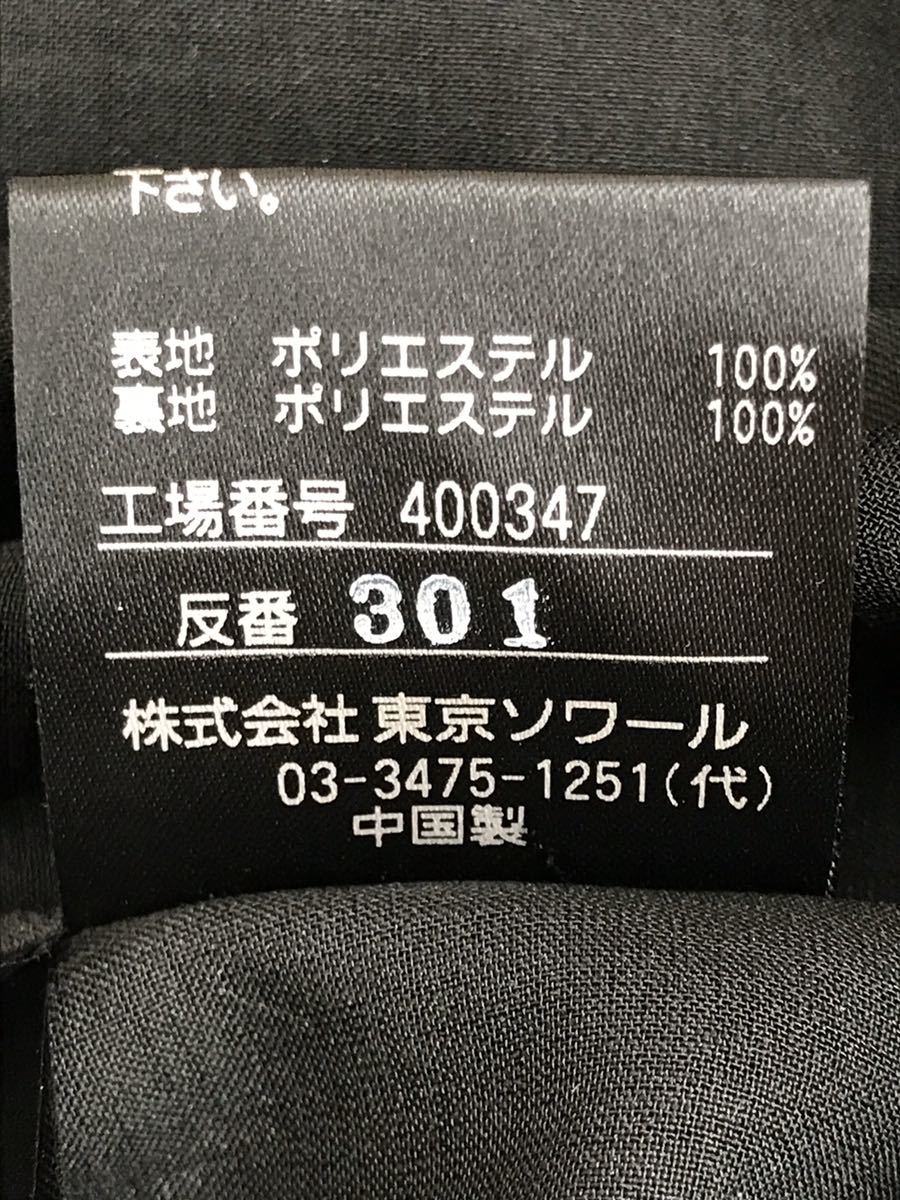 下さい。
表地 ポリエステル 100%
裏地 ポリエステル 100%
工場番号 400347
反番 301
株式会社 東京ソワール
03-3475-1251(代)
中国製